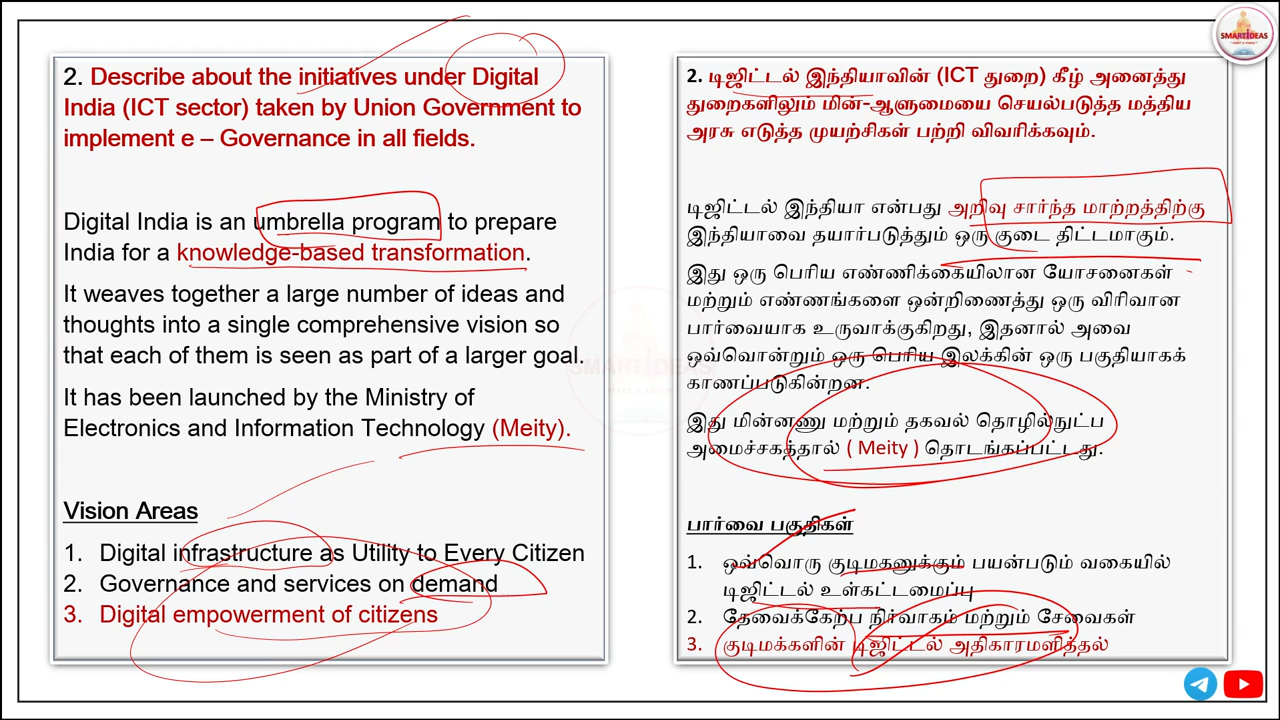 SMARTIDEAS
2. Describe about the initiatives under Digital
India (ICT sector) taken by Union Government to
implement e – Governance in all fields.
Digital India is an umbrella program to prepare
India for a knowledge-based transformation.
It weaves together a large number of ideas and
thoughts into a single comprehensive vision so
that each of them is seen as part of a larger goal.
It has been launched by the Ministry of
Electronics and Information Technology (Meity).
Vision Areas
1. Digital infrastructure as Utility to Every Citizen
2. Governance and services on demand
3. Digital empowerment of citizens
2. டிஜிட்டல் இந்தியாவின் (ICT துறை) கீழ் அனைத்து
துறைகளிலும் மின்-ஆளுமையை செயல்படுத்த மத்திய
அரசு எடுத்த முயற்சிகள் பற்றி விவரிக்கவும்.
டிஜிட்டல் இந்தியா என்பது அறிவு சார்ந்த மாற்றத்திற்கு
இந்தியாவை தயார்படுத்தும் ஒரு குடை திட்டமாகும்.
இது ஒரு பெரிய எண்ணிக்கையிலான யோசனைகள்
மற்றும் எண்ணங்களை ஒன்றிணைத்து ஒரு விரிவான
பார்வையாக உருவாக்குகிறது, இதனால் அவை
ஒவ்வொன்றும் ஒரு பெரிய இலக்கின் ஒரு பகுதியாகக்
காணப்படுகின்றன.
இது மின்னணு மற்றும் தகவல் தொழில்நுட்ப
அமைச்சகத்தால் ( Meity ) தொடங்கப்பட்டது.
பார்வை பகுதிகள்
1. ஒவ்வொரு குடிமகனுக்கும் பயன்படும் வகையில்
டிஜிட்டல் உள்கட்டமைப்பு
2. தேவைக்கேற்ப நிர்வாகம் மற்றும் சேவைகள்
3. குடிமக்களின் டிஜிட்டல் அதிகாரமளித்தல்
SMARTIDEAS